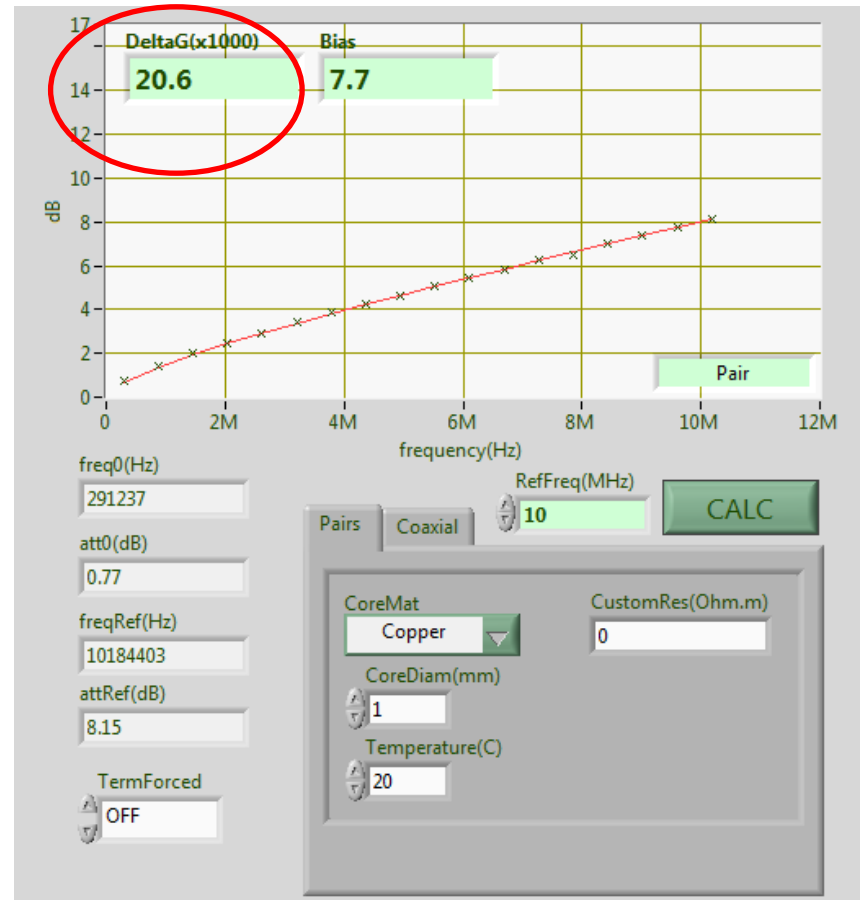 17
DeltaG(x1000) Bias
20.6 7.7
14
12
10
dB
8
6
4
2
Pair
0
0 2M 4M 6M 8M 10M 12M
frequency(Hz)
freq0(Hz)
291237
RefFreq(MHz)
10
CALC
Pairs Coaxial
att0(dB)
0.77
CoreMat CustomRes(Ohm.m)
Copper 0
freqRef(Hz)
10184403
CoreDiam(mm)
1
attRef(dB)
8.15
Temperature(C)
20
TermForced
OFF